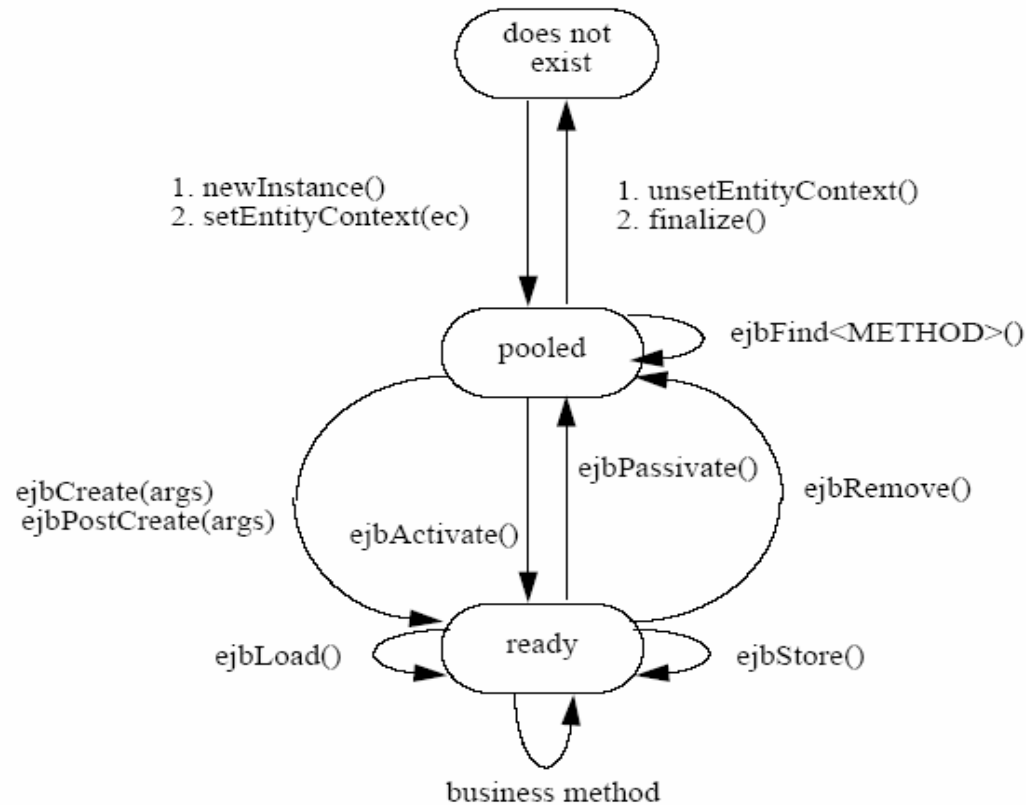 does not
exist
1. newInstance()
2. setEntityContext(ec)
1. unsetEntityContext()
2. finalize()
pooled
ejbFind<METHOD>()
ejbCreate(args)
ejbPostCreate(args)
ejbActivate()
ejbPassivate()
ejbRemove()
ejbLoad()
ready
ejbStore()
business method